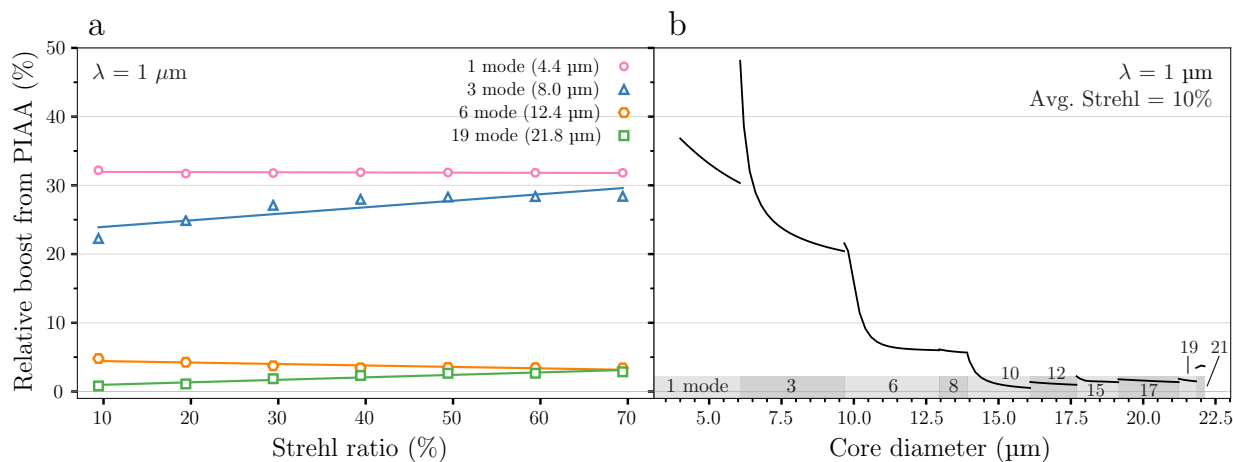 a
b
Relative boost from PIAA (%)
50
40
30
20
10
0
λ = 1 µm
1 mode (4.4 µm)
3 mode (8.0 µm)
6 mode (12.4 µm)
19 mode (21.8 µm)
10 20 30 40 50 60 70
Strehl ratio (%)
λ = 1 µm
Avg. Strehl = 10%
1 mode 3 6 8 10 12 15 17 19 21
5.0 7.5 10.0 12.5 15.0 17.5 20.0 22.5
Core diameter (µm)